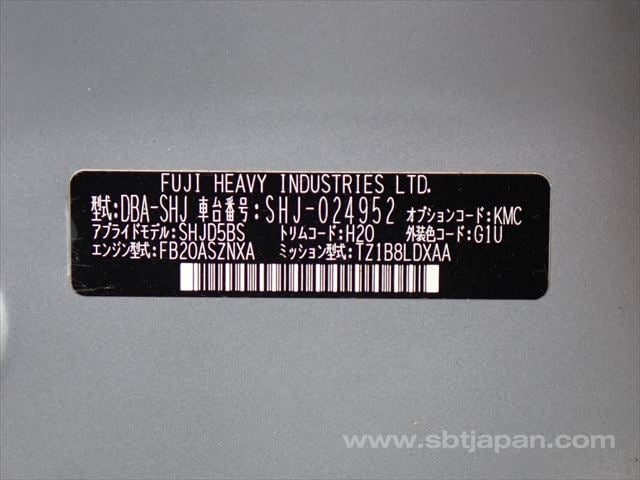 FUJI HEAVY INDUSTRIES LTD.
型式:DBA-SHJ 車台番号:SHJ-024952 オプションコード:KMC
アプライドモデル:SHJD5BS トリムコード:H20 外装色コード:G1U
エンジン型式:FB20ASZNXA ミッション型式:TZ1B8LDXAA
www.sbtjapan.com